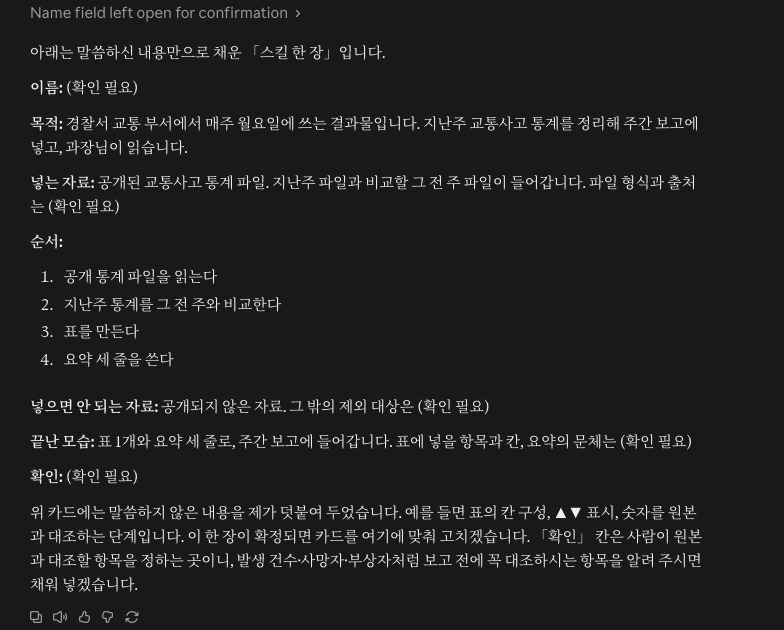 Name field left open for confirmation >
아래는 말씀하신 내용만으로 채운 「스킬 한 장」입니다.
이름: (확인 필요)
목적: 경찰서 교통 부서에서 매주 월요일에 쓰는 결과물입니다. 지난주 교통사고 통계를 정리해 주간 보고에
넣고, 과장님이 읽습니다.
넣는 자료: 공개된 교통사고 통계 파일. 지난주 파일과 비교할 그 전 주 파일이 들어갑니다. 파일 형식과 출처
는 (확인 필요)
순서:
1. 공개 통계 파일을 읽는다
2. 지난주 통계를 그 전 주와 비교한다
3. 표를 만든다
4. 요약 세 줄을 쓴다
넣으면 안 되는 자료: 공개되지 않은 자료. 그 밖의 제외 대상은 (확인 필요)
끝난 모습: 표 1개와 요약 세 줄로, 주간 보고에 들어갑니다. 표에 넣을 항목과 칸, 요약의 문체는 (확인 필요)
확인: (확인 필요)
위 카드에는 말씀하지 않은 내용을 제가 덧붙여 두었습니다. 예를 들면 표의 칸 구성, ▲▼ 표시, 숫자를 원본
과 대조하는 단계입니다. 이 한 장이 확정되면 카드를 여기에 맞춰 고치겠습니다. 「확인」 칸은 사람이 원본
과 대조할 항목을 정하는 곳이니, 발생 건수·사망자·부상자처럼 보고 전에 꼭 대조하시는 항목을 알려 주시면
채워 넣겠습니다.